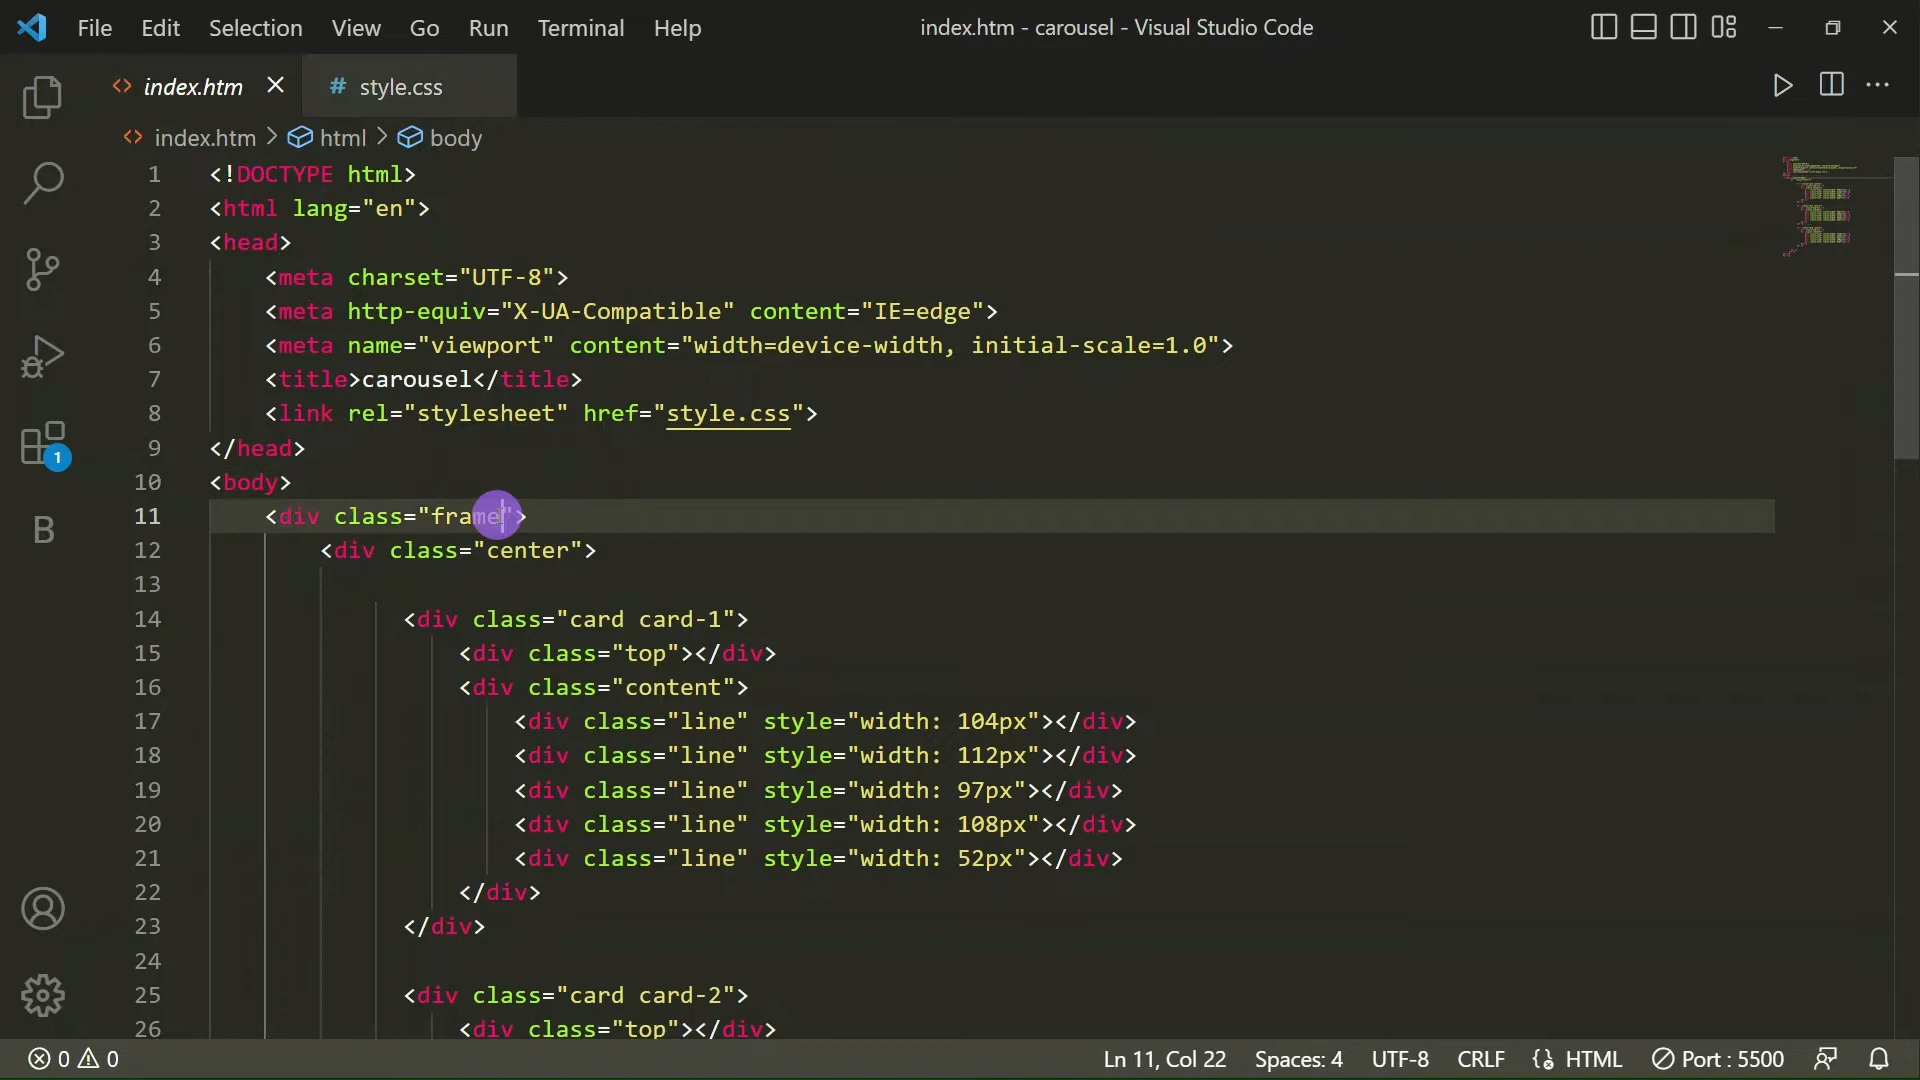 File Edit Selection View Go Run Terminal Help index.htm - carousel - Visual Studio Code
index.htm # style.css
index.htm > html > body
1 <!DOCTYPE html>
2 <html lang="en">
3 <head>
4 <meta charset="UTF-8">
5 <meta http-equiv="X-UA-Compatible" content="IE=edge">
6 <meta name="viewport" content="width=device-width, initial-scale=1.0">
7 <title>carousel</title>
8 <link rel="stylesheet" href="style.css">
9 </head>
10 <body>
11 <div class="frame">
12 <div class="center">
13
14 <div class="card card-1">
15 <div class="top"></div>
16 <div class="content">
17 <div class="line" style="width: 104px"></div>
18 <div class="line" style="width: 112px"></div>
19 <div class="line" style="width: 97px"></div>
20 <div class="line" style="width: 108px"></div>
21 <div class="line" style="width: 52px"></div>
22 </div>
23 </div>
24
25 <div class="card card-2">
26 <div class="top"></div>
1
B
0 0 Ln 11, Col 22 Spaces: 4 UTF-8 CRLF HTML Port : 5500